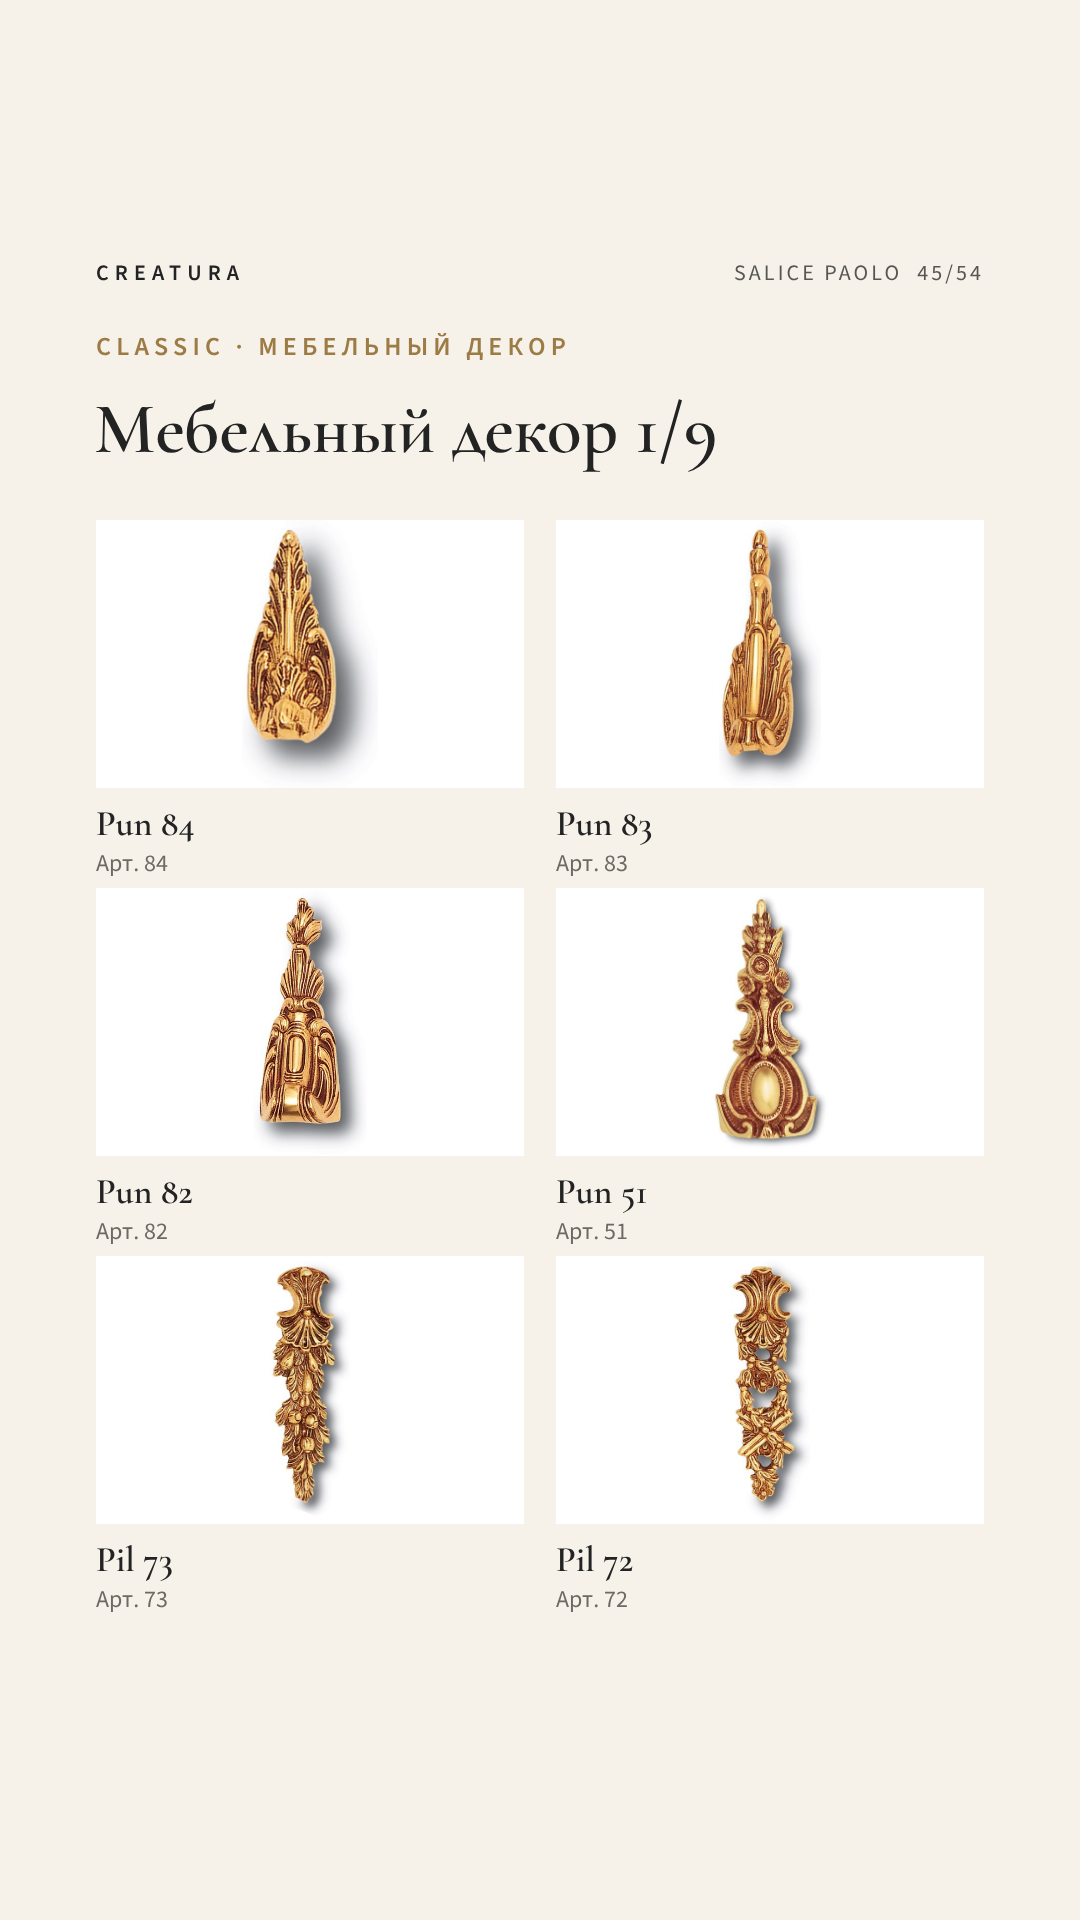 CREATURA
SALICE PAOLO 45/54
CLASSIC · МЕБЕЛЬНЫЙ ДЕКОР
Мебельный декор 1/9
Pun 84
Арт. 84
Pun 83
Арт. 83
Pun 82
Арт. 82
Pun 51
Арт. 51
Pil 73
Арт. 73
Pil 72
Арт. 72